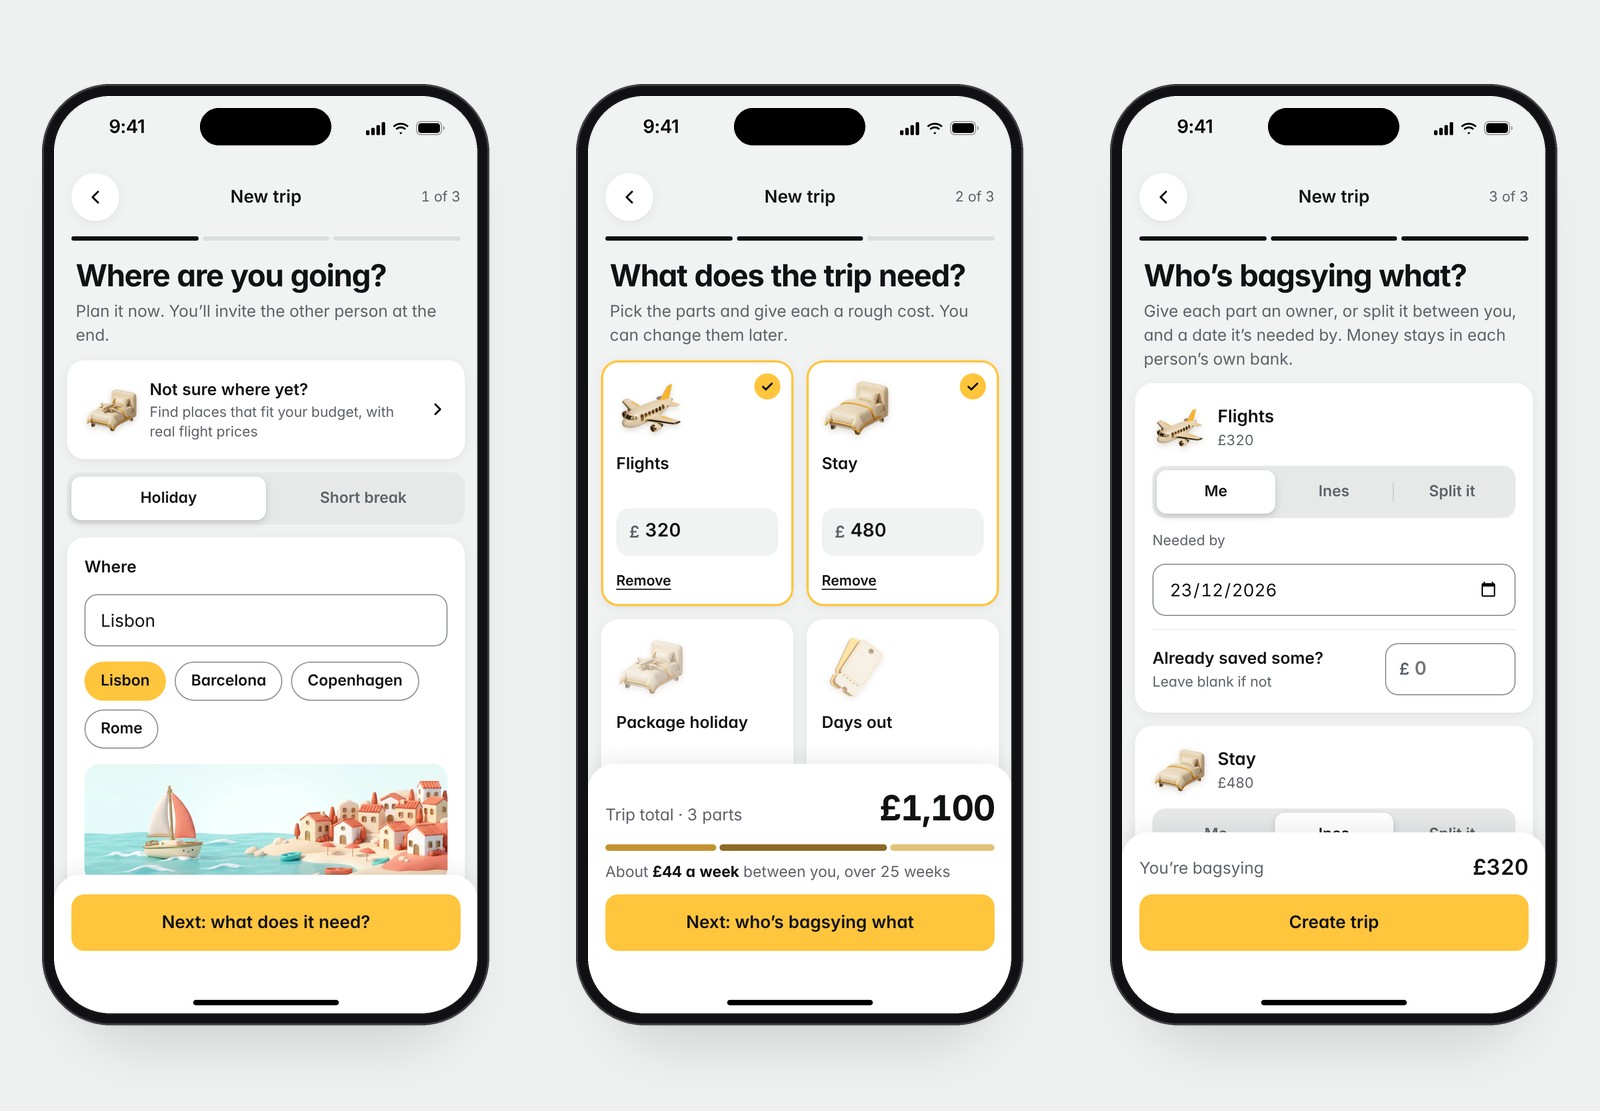 9:41
New trip
1 of 3
Where are you going?
Plan it now. You’ll invite the other person at the
end.
Not sure where yet?
Find places that fit your budget, with
real flight prices
Holiday
Short break
Where
Lisbon
Lisbon
Barcelona
Copenhagen
Rome
Next: what does it need?
9:41
New trip
2 of 3
What does the trip need?
Pick the parts and give each a rough cost. You
can change them later.
Flights
£ 320
Remove
Stay
£ 480
Remove
Package holiday
Days out
Trip total · 3 parts
£1,100
About £44 a week between you, over 25 weeks
Next: who’s bagsying what
9:41
New trip
3 of 3
Who’s bagsying what?
Give each part an owner, or split it between you,
and a date it’s needed by. Money stays in each
person’s own bank.
Flights
£320
Me
Ines
Split it
Needed by
23/12/2026
Already saved some?
Leave blank if not
£ 0
Stay
£480
Me
Ines
Split it
You’re bagsying
£320
Create trip